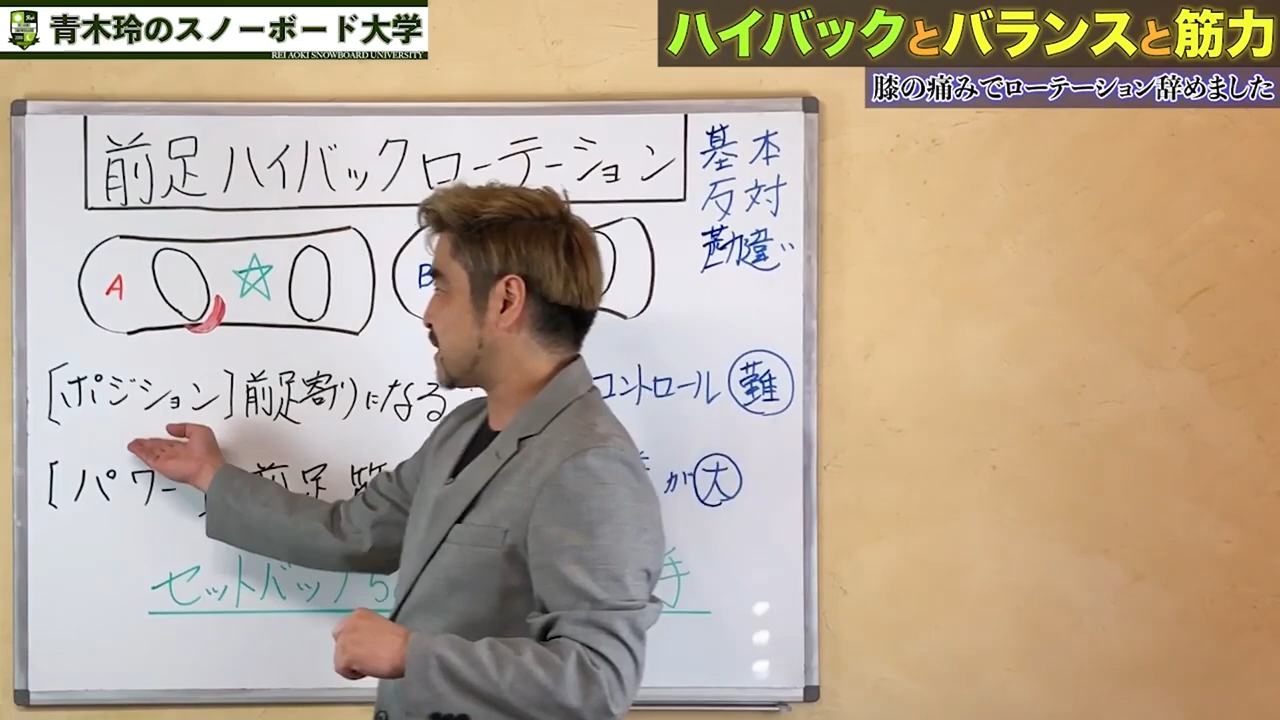 青木玲のスノーボード大学
REI AOKI SNOWBOARD UNIVERSITY
ハイバックとバランスと筋力
膝の痛みでローテーション辞めました
前足ハイバックローテーション
基本
反対
勘違い
A
B
[ポジション]前足寄りになる
コントロール 難
[パワー] 前足
が大
セットバック5
手